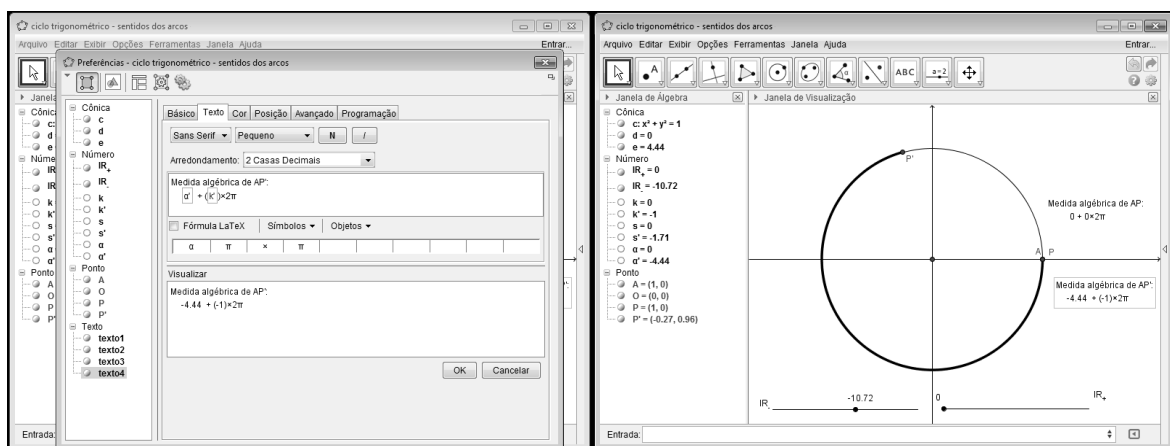 ciclo trigonométrico - sentidos dos arcos
Arquivo Editar Exibir Opções Ferramentas Janela Ajuda
Entrar...
Preferências - ciclo trigonométrico - sentidos dos arcos
Cônica
c
d
e
Número
IR+
IR-
k
k'
s
s'
α
α'
Ponto
A
O
P
P'
Texto
texto1
texto2
texto3
texto4
Básico Texto Cor Posição Avançado Programação
Sans Serif Pequeno N I
Arredondamento: 2 Casas Decimais
Medida algébrica de AP':
α' + (k')×2π
Fórmula LaTeX Símbolos Objetos
α π × π
Visualizar
Medida algébrica de AP':
-4.44 + (-1)×2π
OK Cancelar
Entrada:
ciclo trigonométrico - sentidos dos arcos
Arquivo Editar Exibir Opções Ferramentas Janela Ajuda
Entrar...
A ABC a=2
Janela de Álgebra
Janela de Visualização
Cônica
c: x² + y² = 1
d = 0
e = 4.44
Número
IR+ = 0
IR- = -10.72
k = 0
k' = -1
s = 0
s' = -1.71
α = 0
α' = -4.44
Ponto
A = (1, 0)
O = (0, 0)
P = (1, 0)
P' = (-0.27, 0.96)
P'
Medida algébrica de AP:
0 + 0×2π
A P
Medida algébrica de AP':
-4.44 + (-1)×2π
IR- -10.72
0 IR+
Entrada: